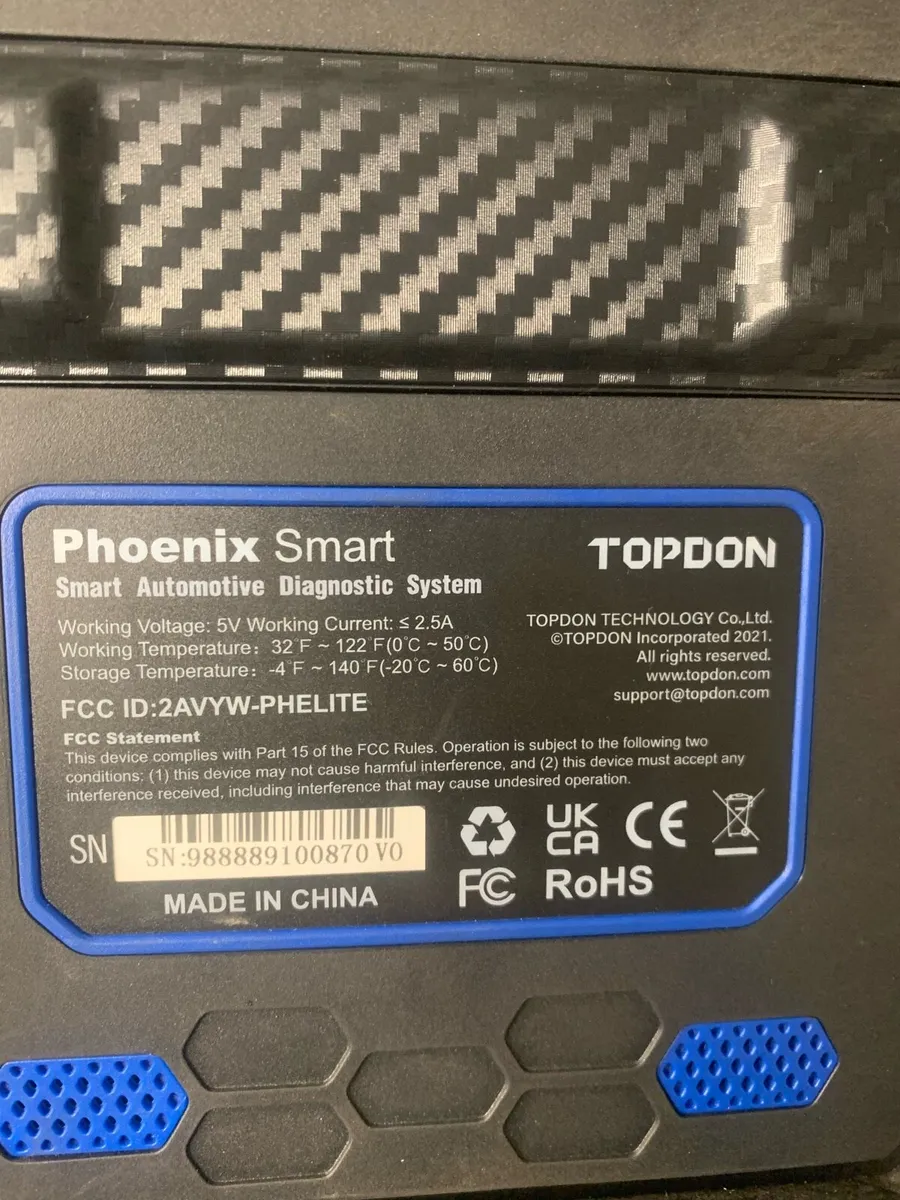 Phoenix Smart
TOPDON
Smart Automotive Diagnostic System
Working Voltage: 5V Working Current: ≤ 2.5A
Working Temperature: 32°F ~ 122°F(0°C ~ 50°C)
Storage Temperature: -4°F ~ 140°F(-20°C ~ 60°C)
TOPDON TECHNOLOGY Co.,Ltd.
©TOPDON Incorporated 2021.
All rights reserved.
www.topdon.com
support@topdon.com
FCC ID:2AVYW-PHELITE
FCC Statement
This device complies with Part 15 of the FCC Rules. Operation is subject to the following two
conditions: (1) this device may not cause harmful interference, and (2) this device must accept any
interference received, including interference that may cause undesired operation.
SN
SN:988889100870 V0
UK
CA
CE
FC
RoHS
MADE IN CHINA